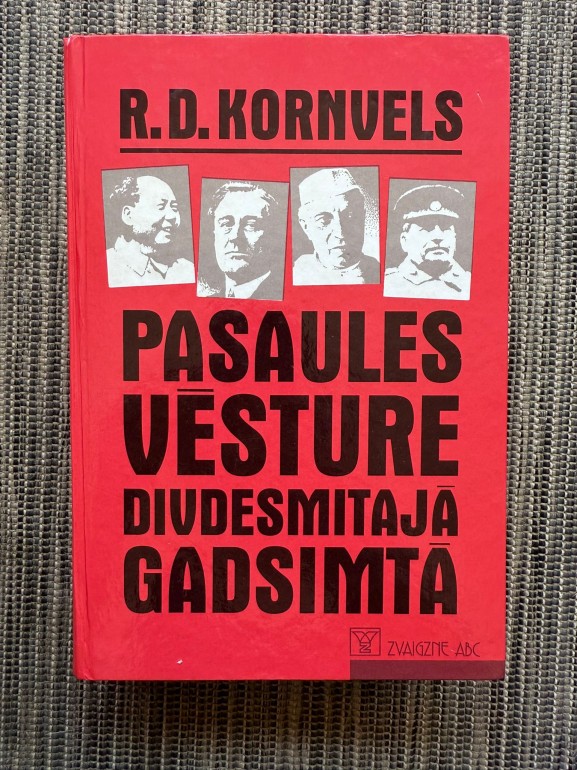 R.D. KORNVELS
PASAULES
VĒSTURE
DIVDESMITAJĀ
GADSIMTĀ
ZVAIGZNE ABC